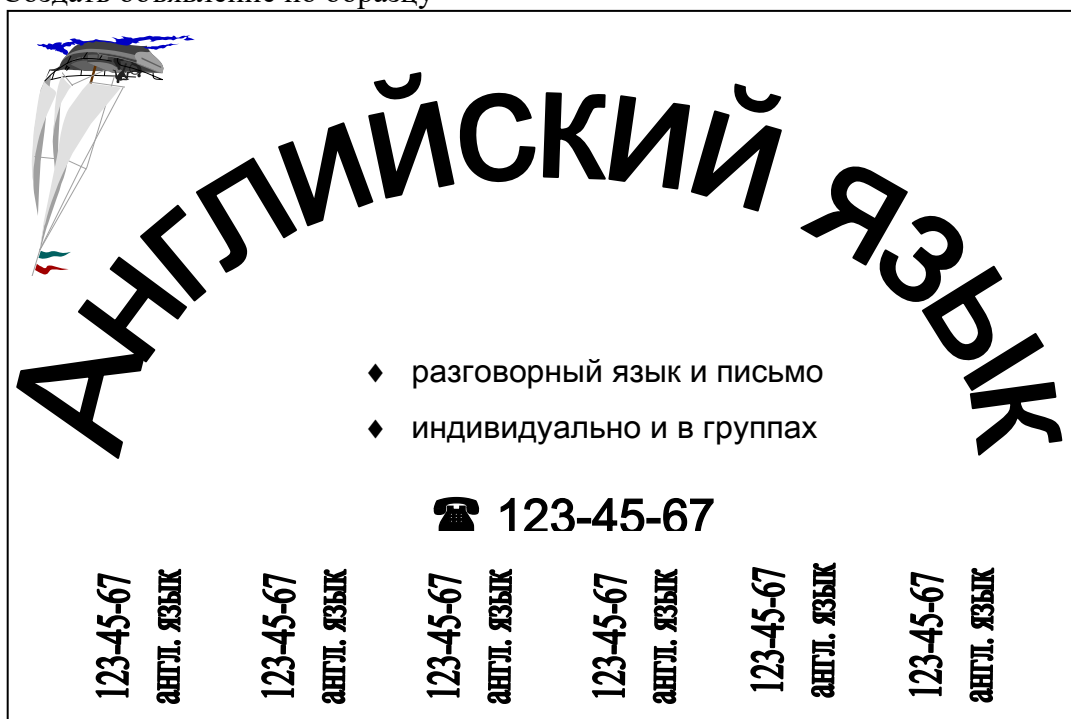 Создать объявление по образцу
АНГЛИЙСКИЙ ЯЗЫК
♦ разговорный язык и письмо
♦ индивидуально и в группах
☎ 123-45-67
123-45-67
англ. язык
123-45-67
англ. язык
123-45-67
англ. язык
123-45-67
англ. язык
123-45-67
англ. язык
123-45-67
англ. язык